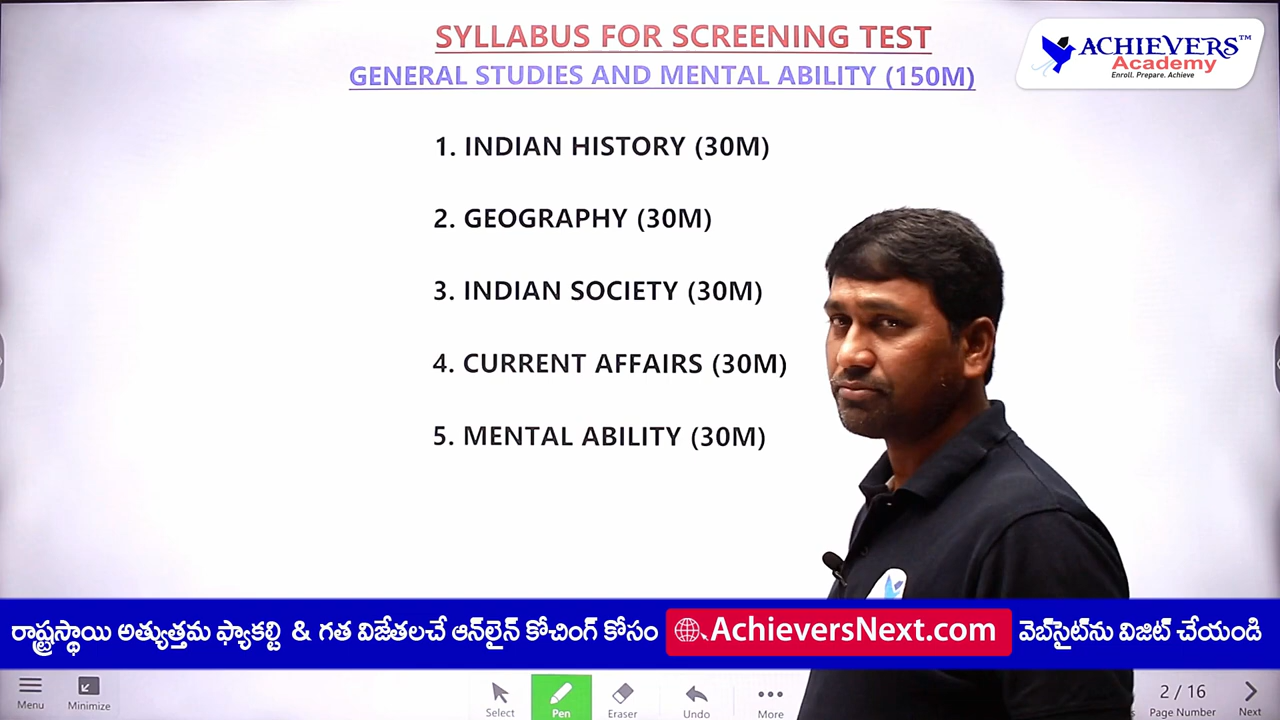 SYLLABUS FOR SCREENING TEST
GENERAL STUDIES AND MENTAL ABILITY (150M)
ACHIEVERS™
Academy
Enroll. Prepare. Achieve
1. INDIAN HISTORY (30M)
2. GEOGRAPHY (30M)
3. INDIAN SOCIETY (30M)
4. CURRENT AFFAIRS (30M)
5. MENTAL ABILITY (30M)
రాష్ట్రస్థాయి అత్యుత్తమ ఫ్యాకల్టి & గత విజేతలచే ఆన్‌లైన్ కోచింగ్ కోసం AchieversNext.com వెబ్‌సైట్‌ను విజిట్ చేయండి
Menu Minimize Select Pen Eraser Undo More 2 / 16 Page Number Next